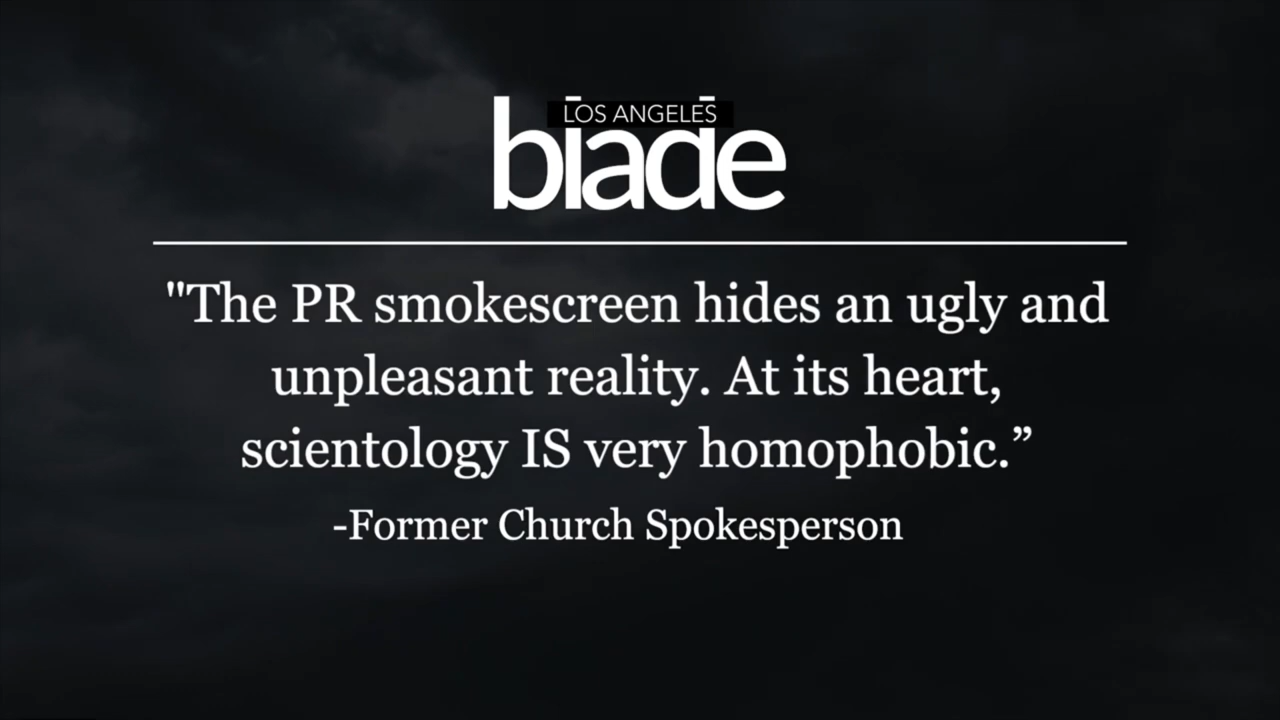 LOS ANGELES
blade
"The PR smokescreen hides an ugly and
unpleasant reality. At its heart,
scientology IS very homophobic.”
-Former Church Spokesperson